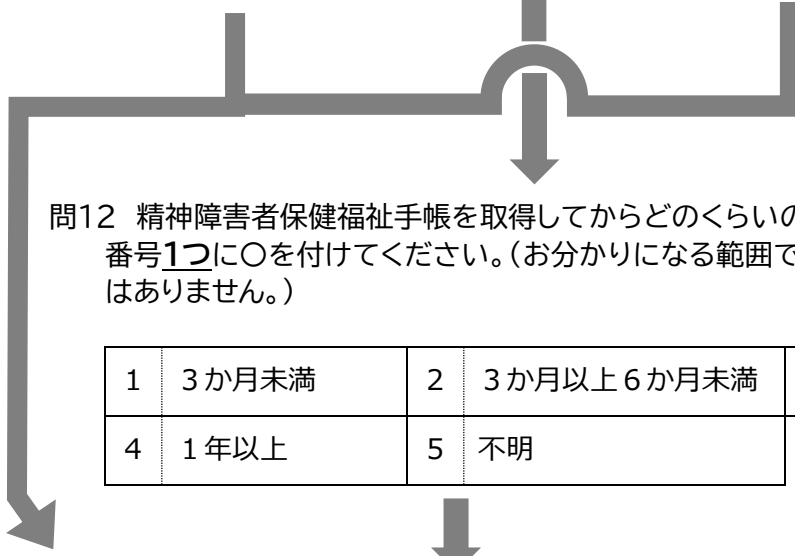 問12 精神障害者保健福祉手帳を取得してからどのくらいの
番号1つに〇を付けてください。（お分かりになる範囲で
はありません。）
1 ３か月未満 2 ３か月以上６か月未満
4 １年以上 5 不明